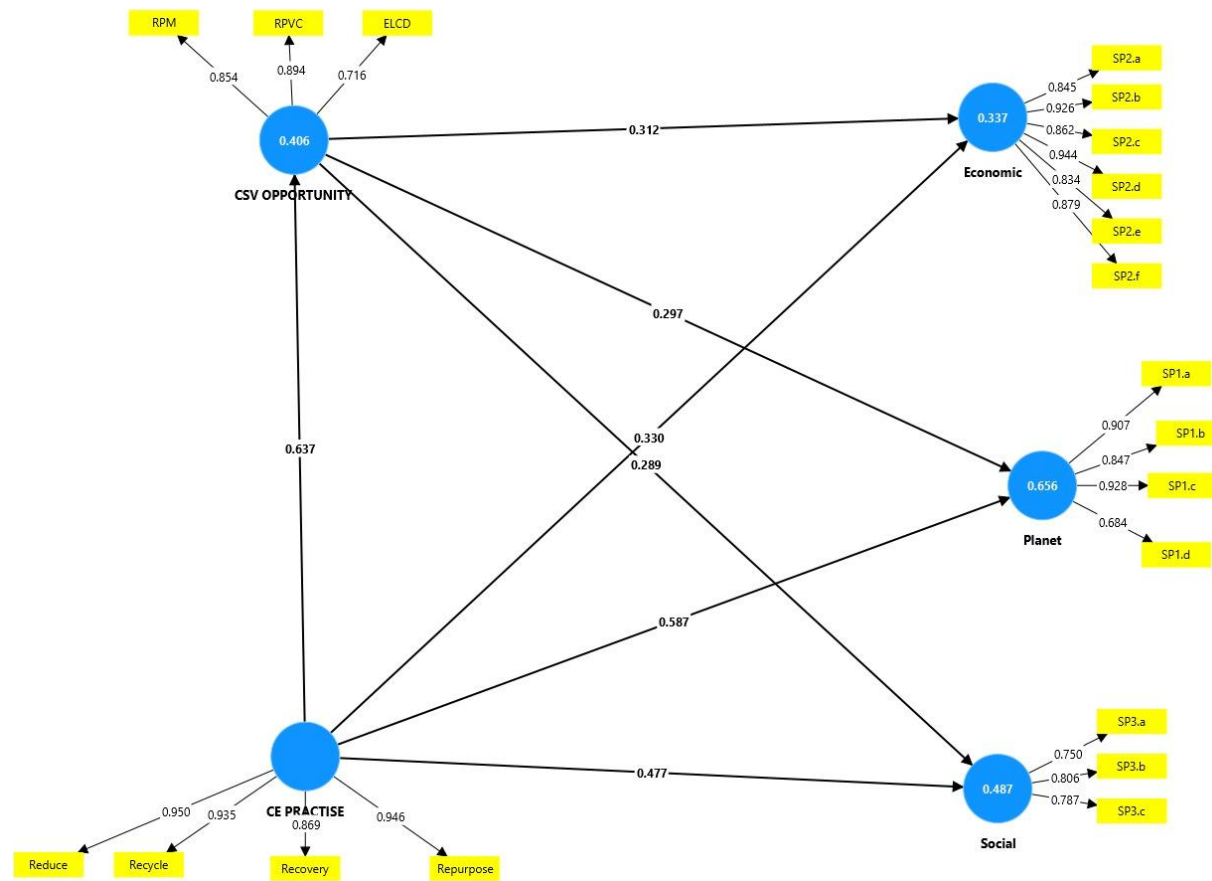 RPM
RPVC
ELCD
0.854
0.894
0.716
0.406
CSV OPPORTUNITY
0.312
0.337
Economic
0.845
0.926
0.862
0.944
0.834
0.879
SP2.a
SP2.b
SP2.c
SP2.d
SP2.e
SP2.f
0.297
0.637
0.330
0.289
0.656
Planet
0.907
0.847
0.928
0.684
SP1.a
SP1.b
SP1.c
SP1.d
0.587
0.477
0.487
Social
0.750
0.806
0.787
SP3.a
SP3.b
SP3.c
CE PRACTISE
0.950
0.935
0.869
0.946
Reduce
Recycle
Recovery
Repurpose